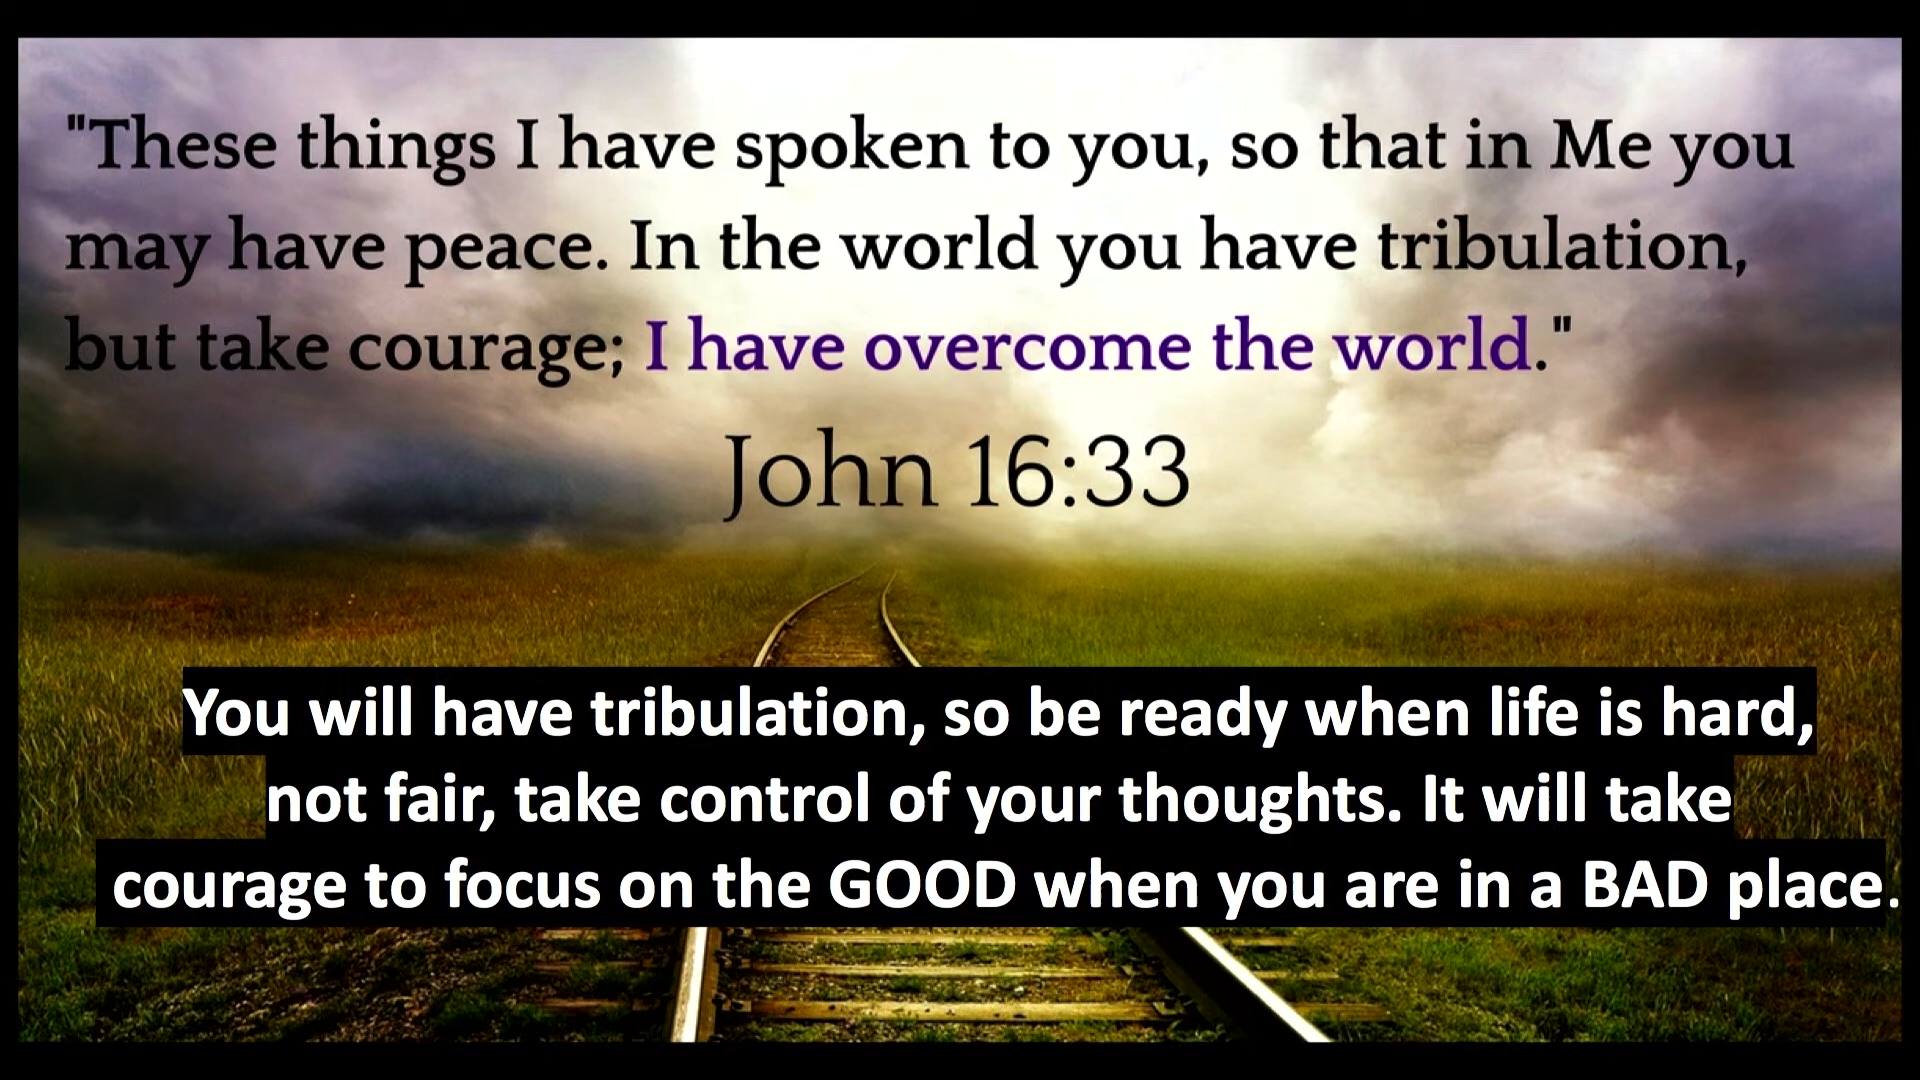 "These things I have spoken to you, so that in Me you
may have peace. In the world you have tribulation,
but take courage; I have overcome the world."
John 16:33
You will have tribulation, so be ready when life is hard,
not fair, take control of your thoughts. It will take
courage to focus on the GOOD when you are in a BAD place.